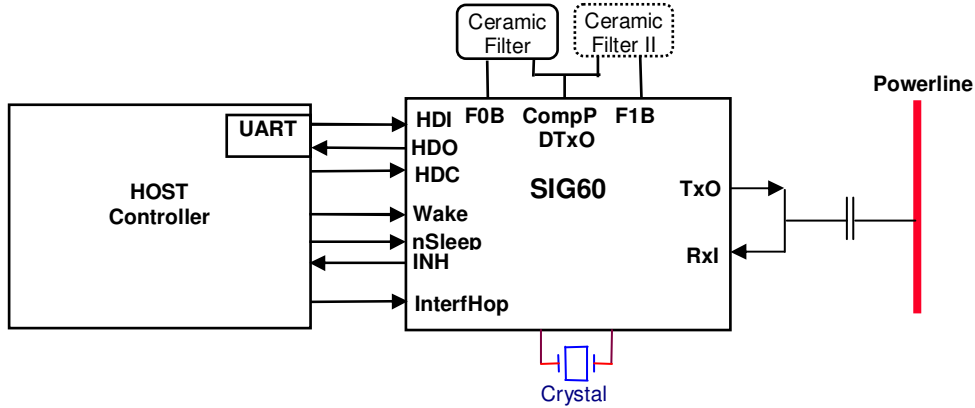 Ceramic
Filter
Ceramic
Filter II
Powerline
UART
HOST
Controller
HDI
HDO
HDC
Wake
nSleep
INH
InterfHop
F0B
CompP
DTxO
F1B
SIG60
TxO
RxI
Crystal